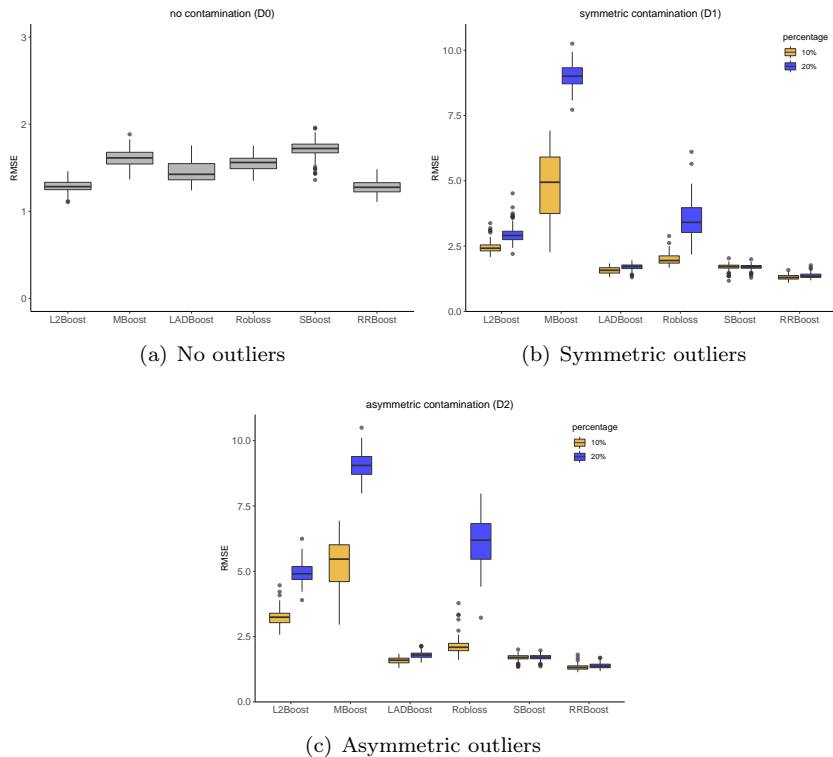 no contamination (D0)
3
2
1
0
RMSE
L2Boost MBoost LADBoost Robloss SBoost RRBoost
(a) No outliers
symmetric contamination (D1)
percentage
10%
20%
10.0
7.5
5.0
2.5
0.0
RMSE
L2Boost MBoost LADBoost Robloss SBoost RRBoost
(b) Symmetric outliers
asymmetric contamination (D2)
percentage
10%
20%
10.0
7.5
5.0
2.5
0.0
RMSE
L2Boost MBoost LADBoost Robloss SBoost RRBoost
(c) Asymmetric outliers